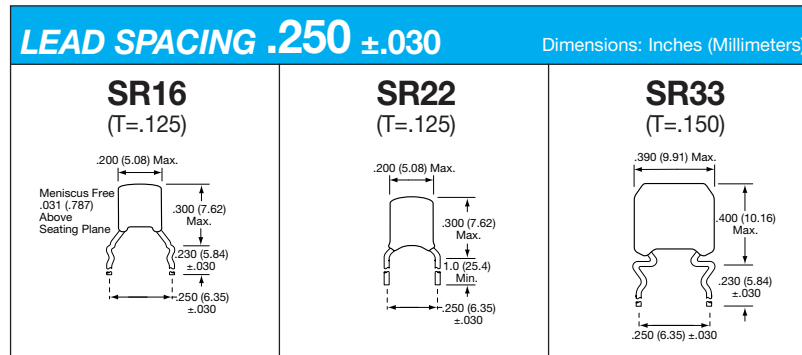 LEAD SPACING .250 ±.030
Dimensions: Inches (Millimeters)
SR16
(T=.125)
.200 (5.08) Max.
Meniscus Free
.031 (.787)
Above
Seating Plane
.300 (7.62)
Max.
.230 (5.84)
±.030
.250 (6.35)
±.030
SR22
(T=.125)
.200 (5.08) Max.
.300 (7.62)
Max.
1.0 (25.4)
Min.
.250 (6.35)
±.030
SR33
(T=.150)
.390 (9.91) Max.
.400 (10.16)
Max.
.230 (5.84)
±.030
.250 (6.35) ±.030